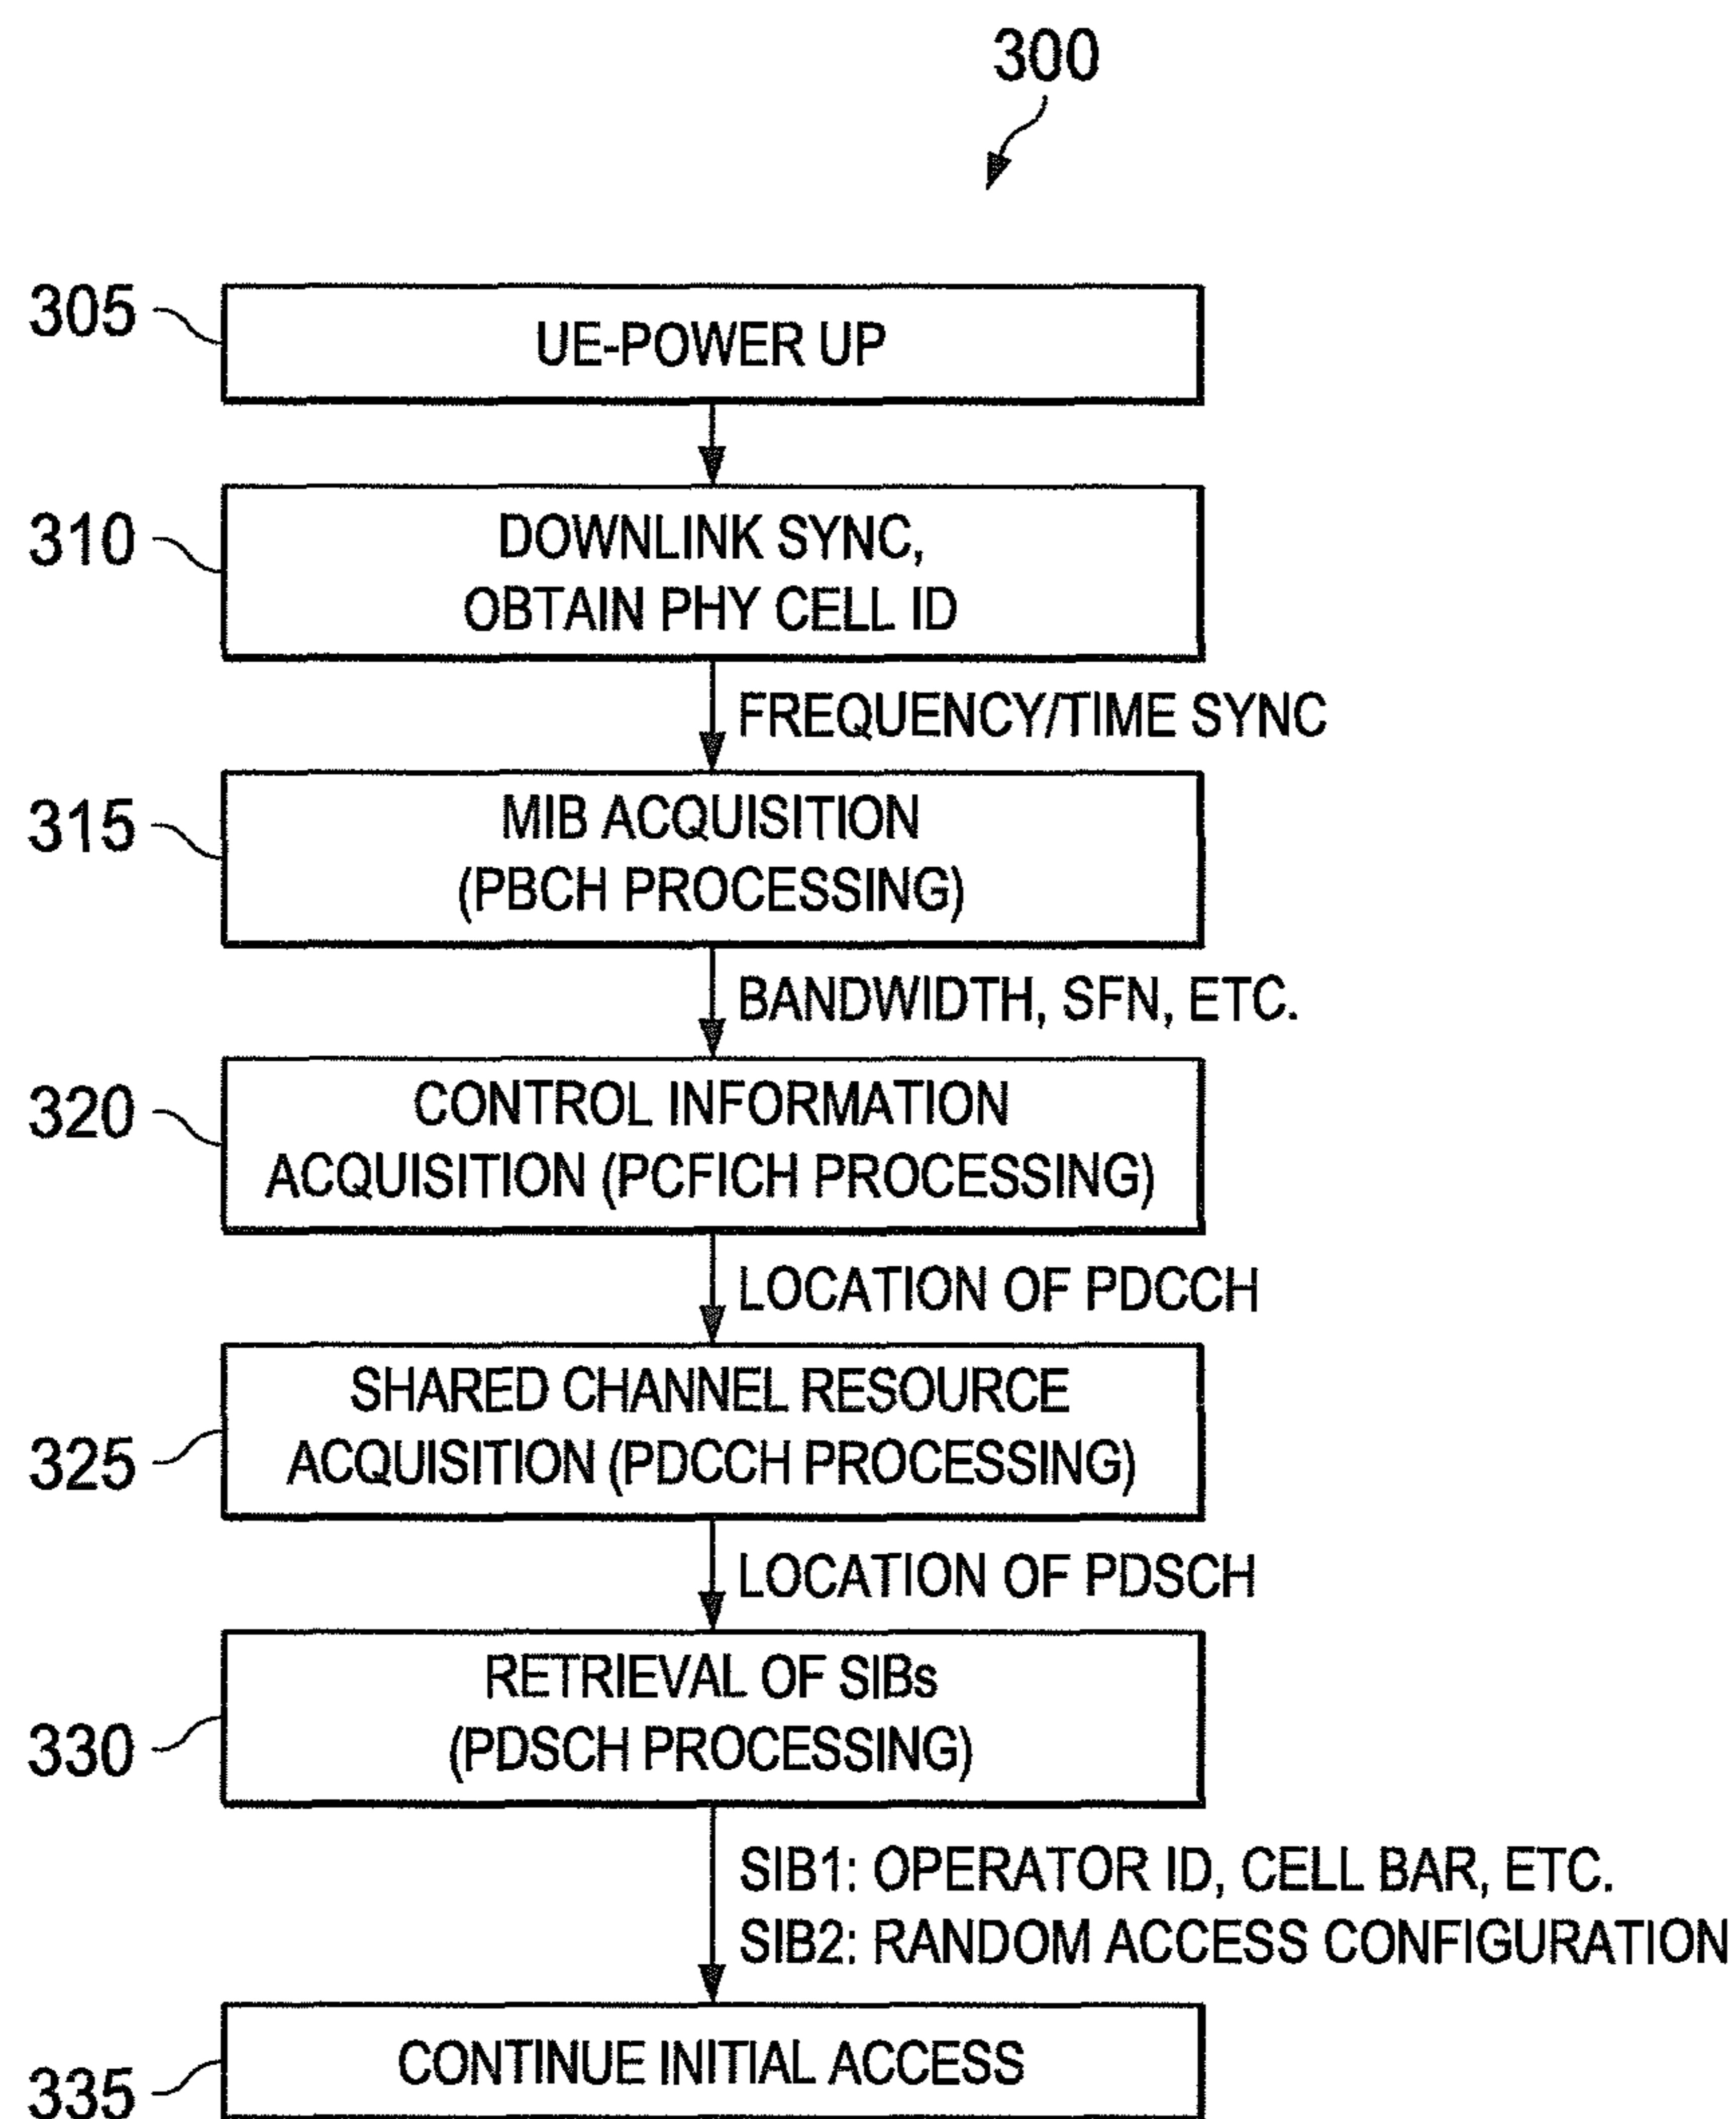 300
305
UE-POWER UP
310
DOWNLINK SYNC,
OBTAIN PHY CELL ID
FREQUENCY/TIME SYNC
315
MIB ACQUISITION
(PBCH PROCESSING)
BANDWIDTH, SFN, ETC.
320
CONTROL INFORMATION
ACQUISITION (PCFICH PROCESSING)
LOCATION OF PDCCH
325
SHARED CHANNEL RESOURCE
ACQUISITION (PDCCH PROCESSING)
LOCATION OF PDSCH
330
RETRIEVAL OF SIBs
(PDSCH PROCESSING)
SIB1: OPERATOR ID, CELL BAR, ETC.
SIB2: RANDOM ACCESS CONFIGURATION
335
CONTINUE INITIAL ACCESS